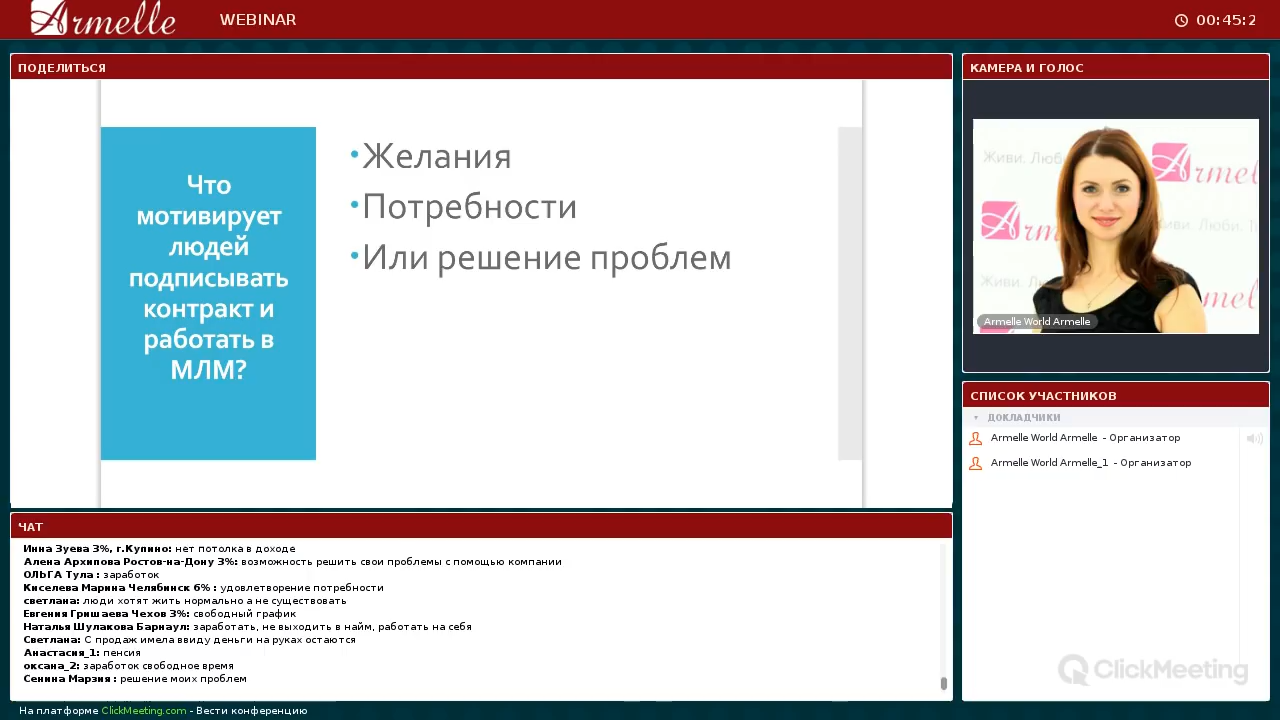 Armelle
WEBINAR
00:45:2
ПОДЕЛИТЬСЯ
Что
мотивирует
людей
подписывать
контракт и
работать в
МЛМ?
•Желания
•Потребности
•Или решение проблем
КАМЕРА И ГОЛОС
Живи. Люб
Armelle
Живи. Люби. Т
Armelle World Armelle
СПИСОК УЧАСТНИКОВ
ДОКЛАДЧИКИ
Armelle World Armelle - Организатор
Armelle World Armelle_1 - Организатор
ClickMeeting
ЧАТ
Инна Зуева 3%, г.Купино: нет потолка в доходе
Алена Архипова Ростов-на-Дону 3%: возможность решить свои проблемы с помощью компании
ОЛЬГА Тула : заработок
Киселева Марина Челябинск 6% : удовлетворение потребности
светлана: люди хотят жить нормально а не существовать
Евгения Гришаева Чехов 3%: свободный график
Наталья Шулакова Барнаул: заработать, не выходить в найм, работать на себя
Светлана: С продаж имела ввиду деньги на руках остаются
Анастасия_1: пенсия
оксана_2: заработок свободное время
Сенина Марзия : решение моих проблем
На платформе ClickMeeting.com - Вести конференцию